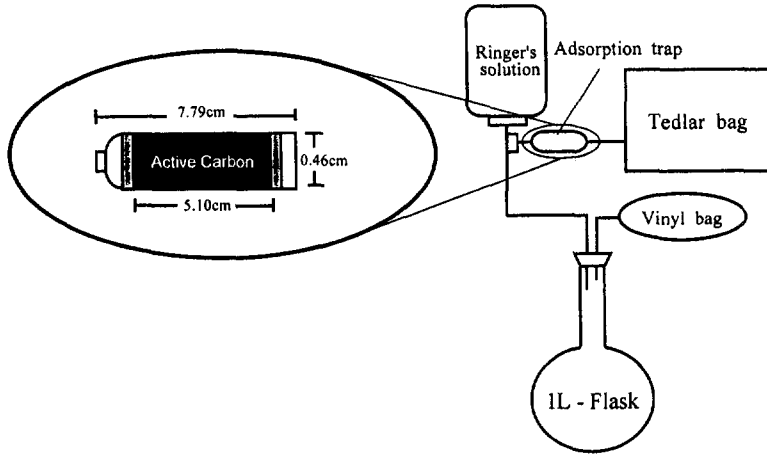 Ringer's
solution
Adsorption trap
Tedlar bag
7.79cm
Active Carbon
0.46cm
5.10cm
Vinyl bag
1L - Flask